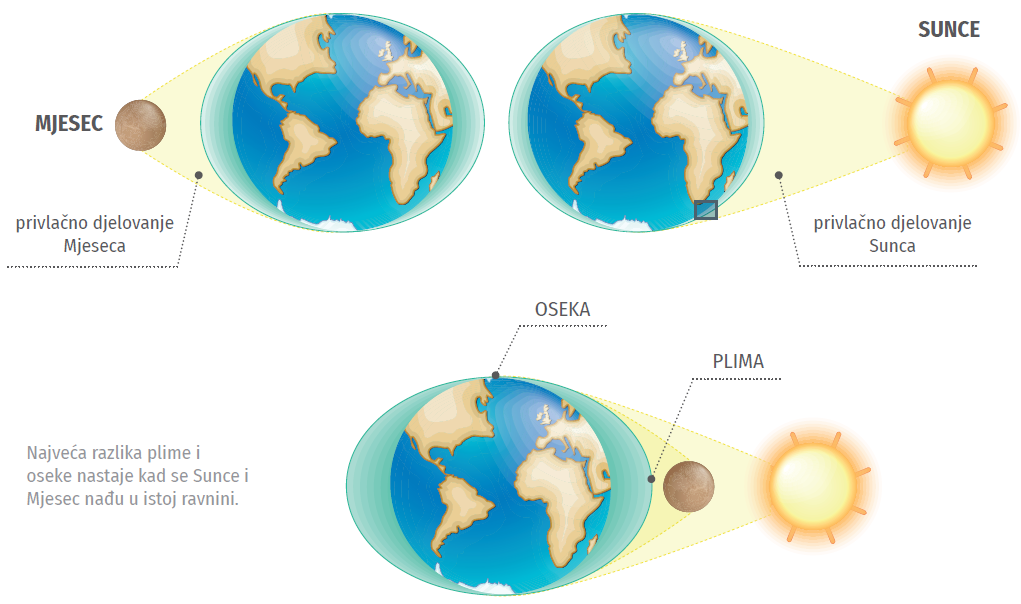 SUNCE
MJESEC
privlačno djelovanje
Mjeseca
privlačno djelovanje
Sunca
OSEKA
PLIMA
Najveća razlika plime i
oseke nastaje kad se Sunce i
Mjesec nađu u istoj ravnini.